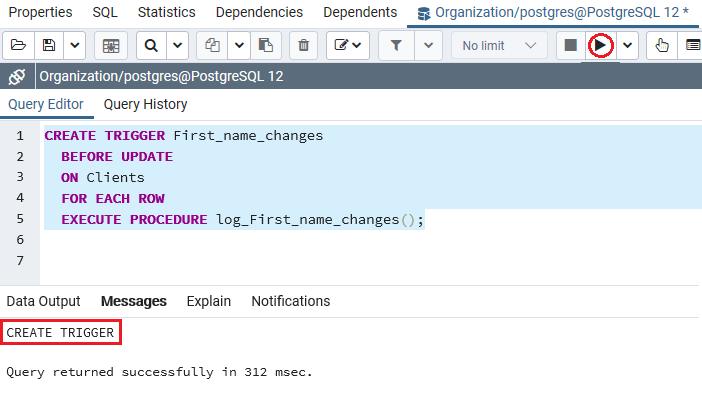 Properties SQL Statistics Dependencies Dependents Organization/postgres@PostgreSQL 12 *
No limit
Organization/postgres@PostgreSQL 12
Query Editor Query History
1 CREATE TRIGGER First_name_changes
2 BEFORE UPDATE
3 ON Clients
4 FOR EACH ROW
5 EXECUTE PROCEDURE log_First_name_changes();
6
7
Data Output Messages Explain Notifications
CREATE TRIGGER
Query returned successfully in 312 msec.